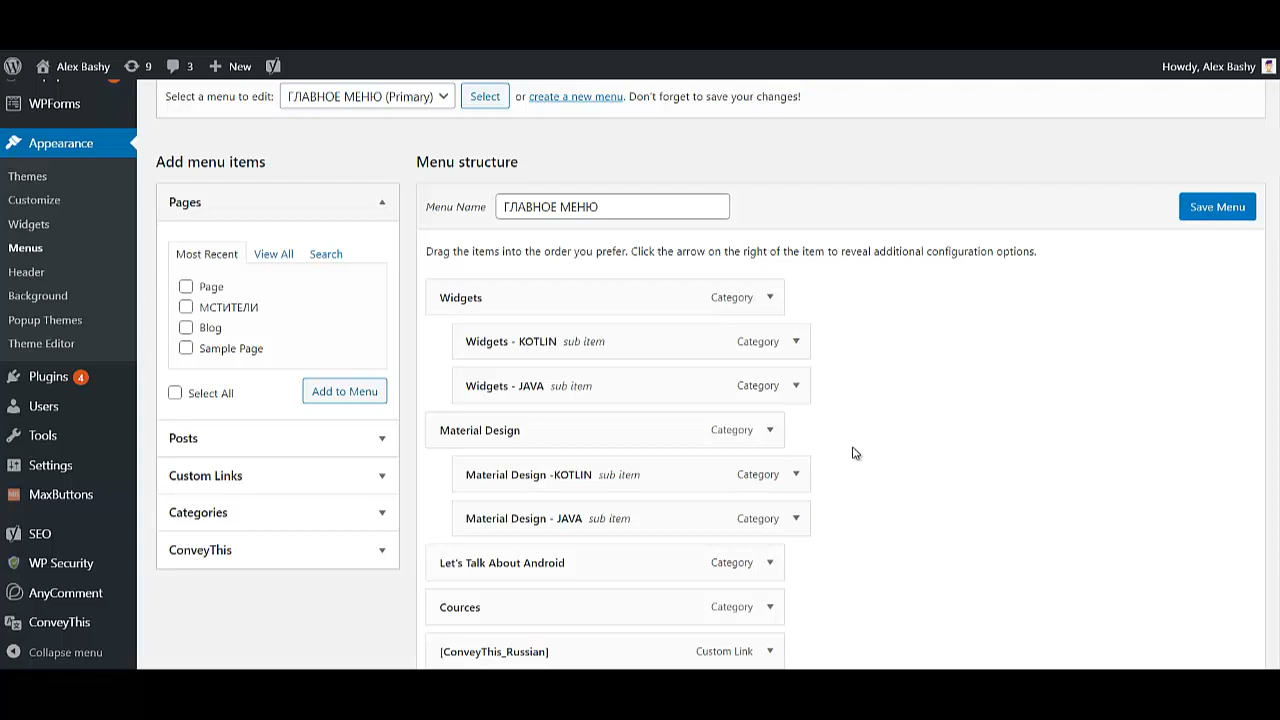 Alex Bashy 9 3 New Howdy, Alex Bashy
WPForms
Appearance
Themes
Customize
Widgets
Menus
Header
Background
Popup Themes
Theme Editor
Plugins 4
Users
Tools
Settings
MaxButtons
SEO
WP Security
AnyComment
ConveyThis
Collapse menu
Select a menu to edit: ГЛАВНОЕ МЕНЮ (Primary) Select or create a new menu. Don't forget to save your changes!
Add menu items
Pages
Most Recent View All Search
Page
МСТИТЕЛИ
Blog
Sample Page
Select All Add to Menu
Posts
Custom Links
Categories
ConveyThis
Menu structure
Menu Name ГЛАВНОЕ МЕНЮ Save Menu
Drag the items into the order you prefer. Click the arrow on the right of the item to reveal additional configuration options.
Widgets Category
Widgets - KOTLIN sub item Category
Widgets - JAVA sub item Category
Material Design Category
Material Design -KOTLIN sub item Category
Material Design - JAVA sub item Category
Let's Talk About Android Category
Cources Category
[ConveyThis_Russian] Custom Link